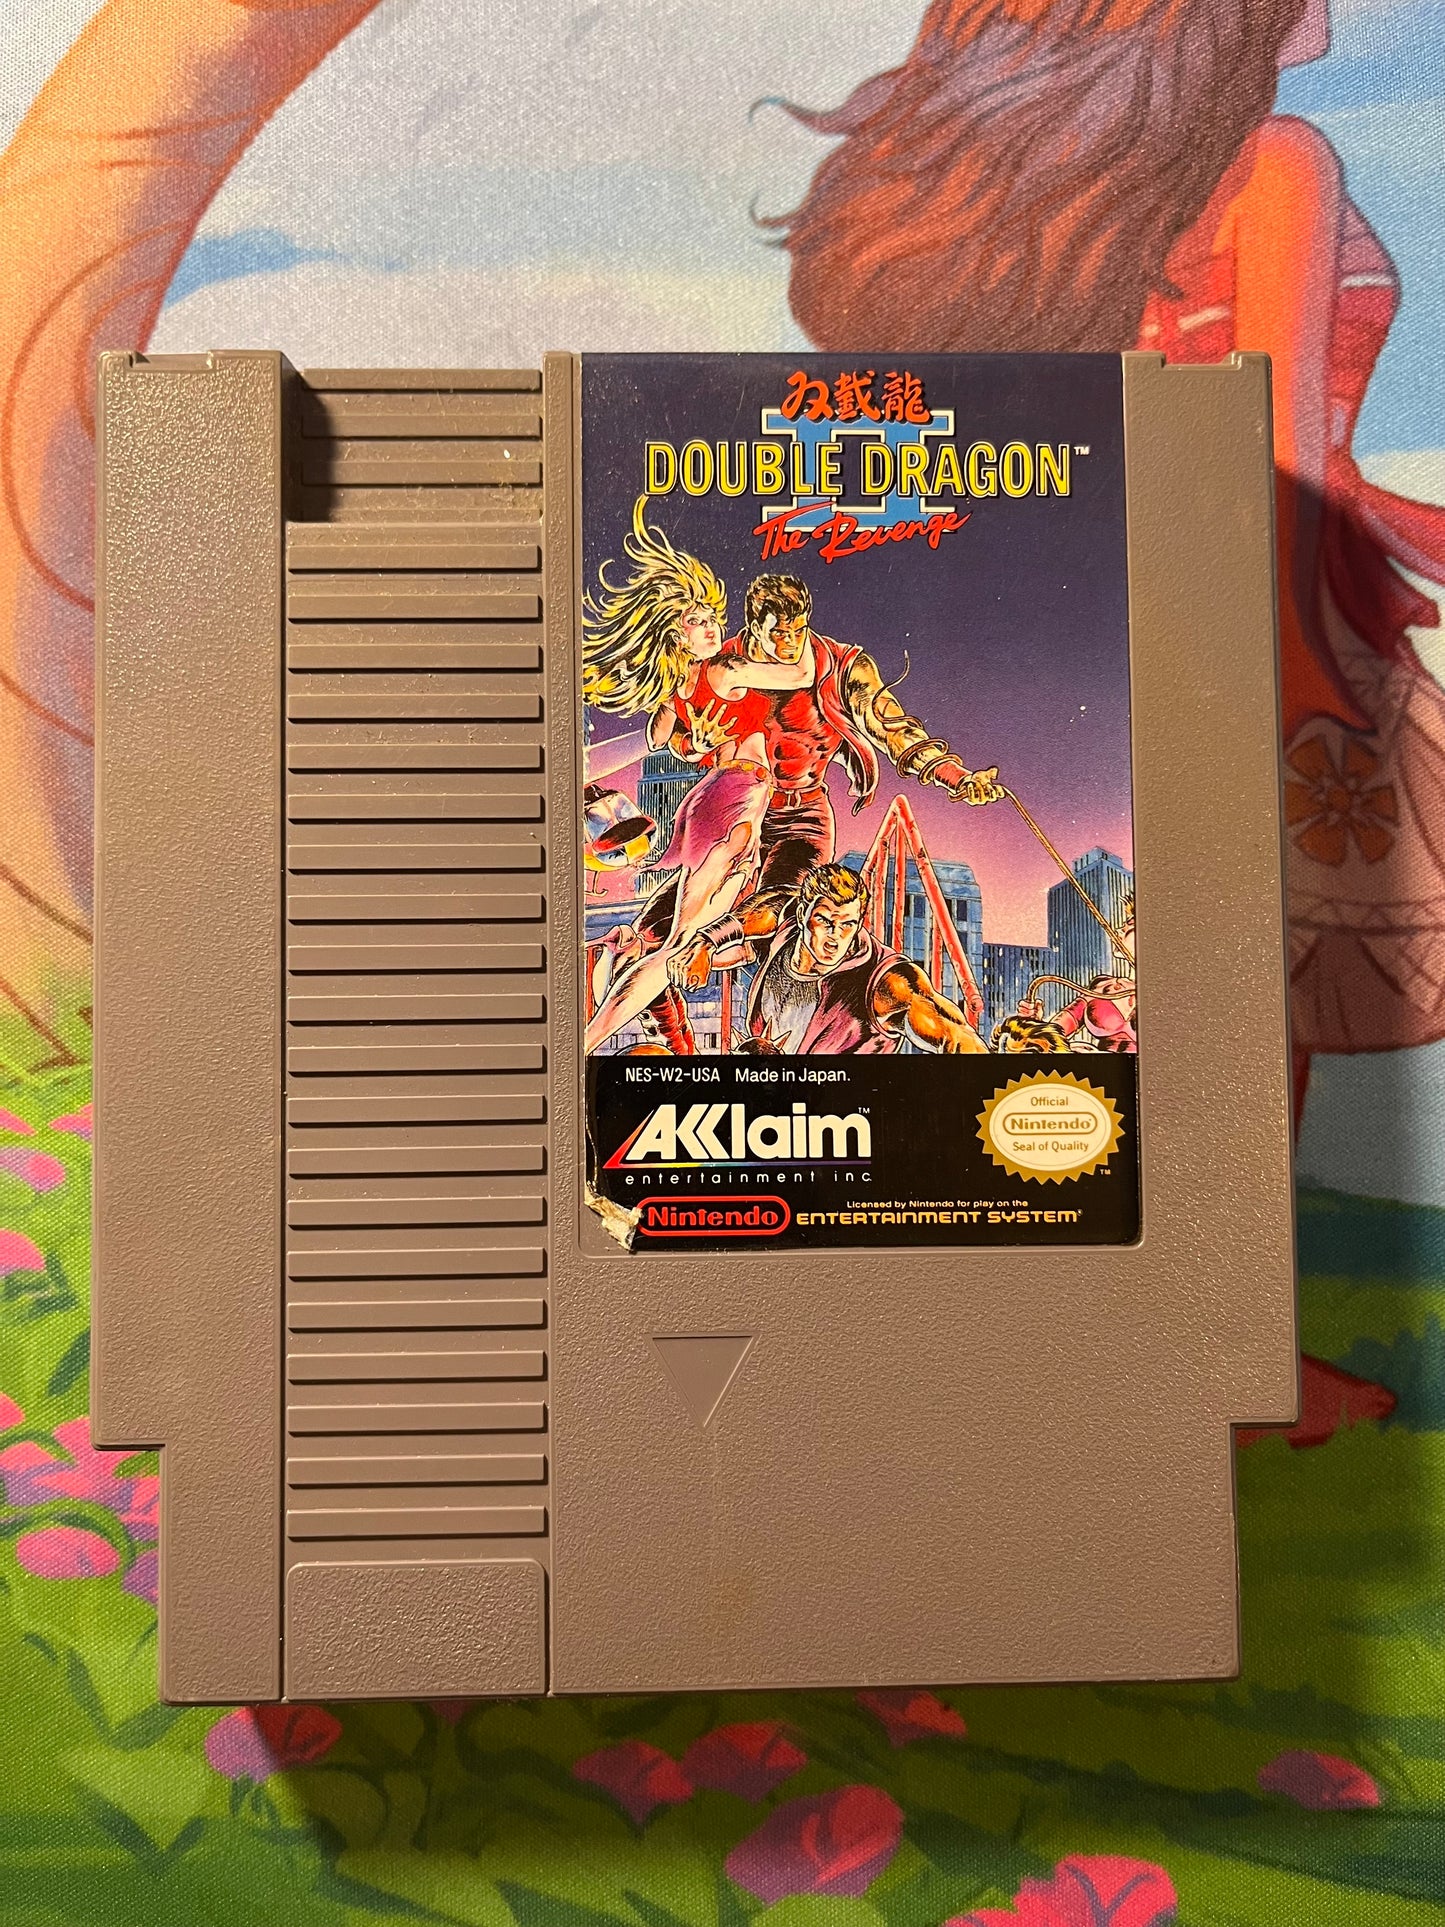 双截龍
II
DOUBLE DRAGON™
The Revenge
NES-W2-USA Made in Japan.
AKKlaim™
entertainment inc.
Official
Nintendo®
Seal of Quality
™
Nintendo®
Licensed by Nintendo for play on the
ENTERTAINMENT SYSTEM®